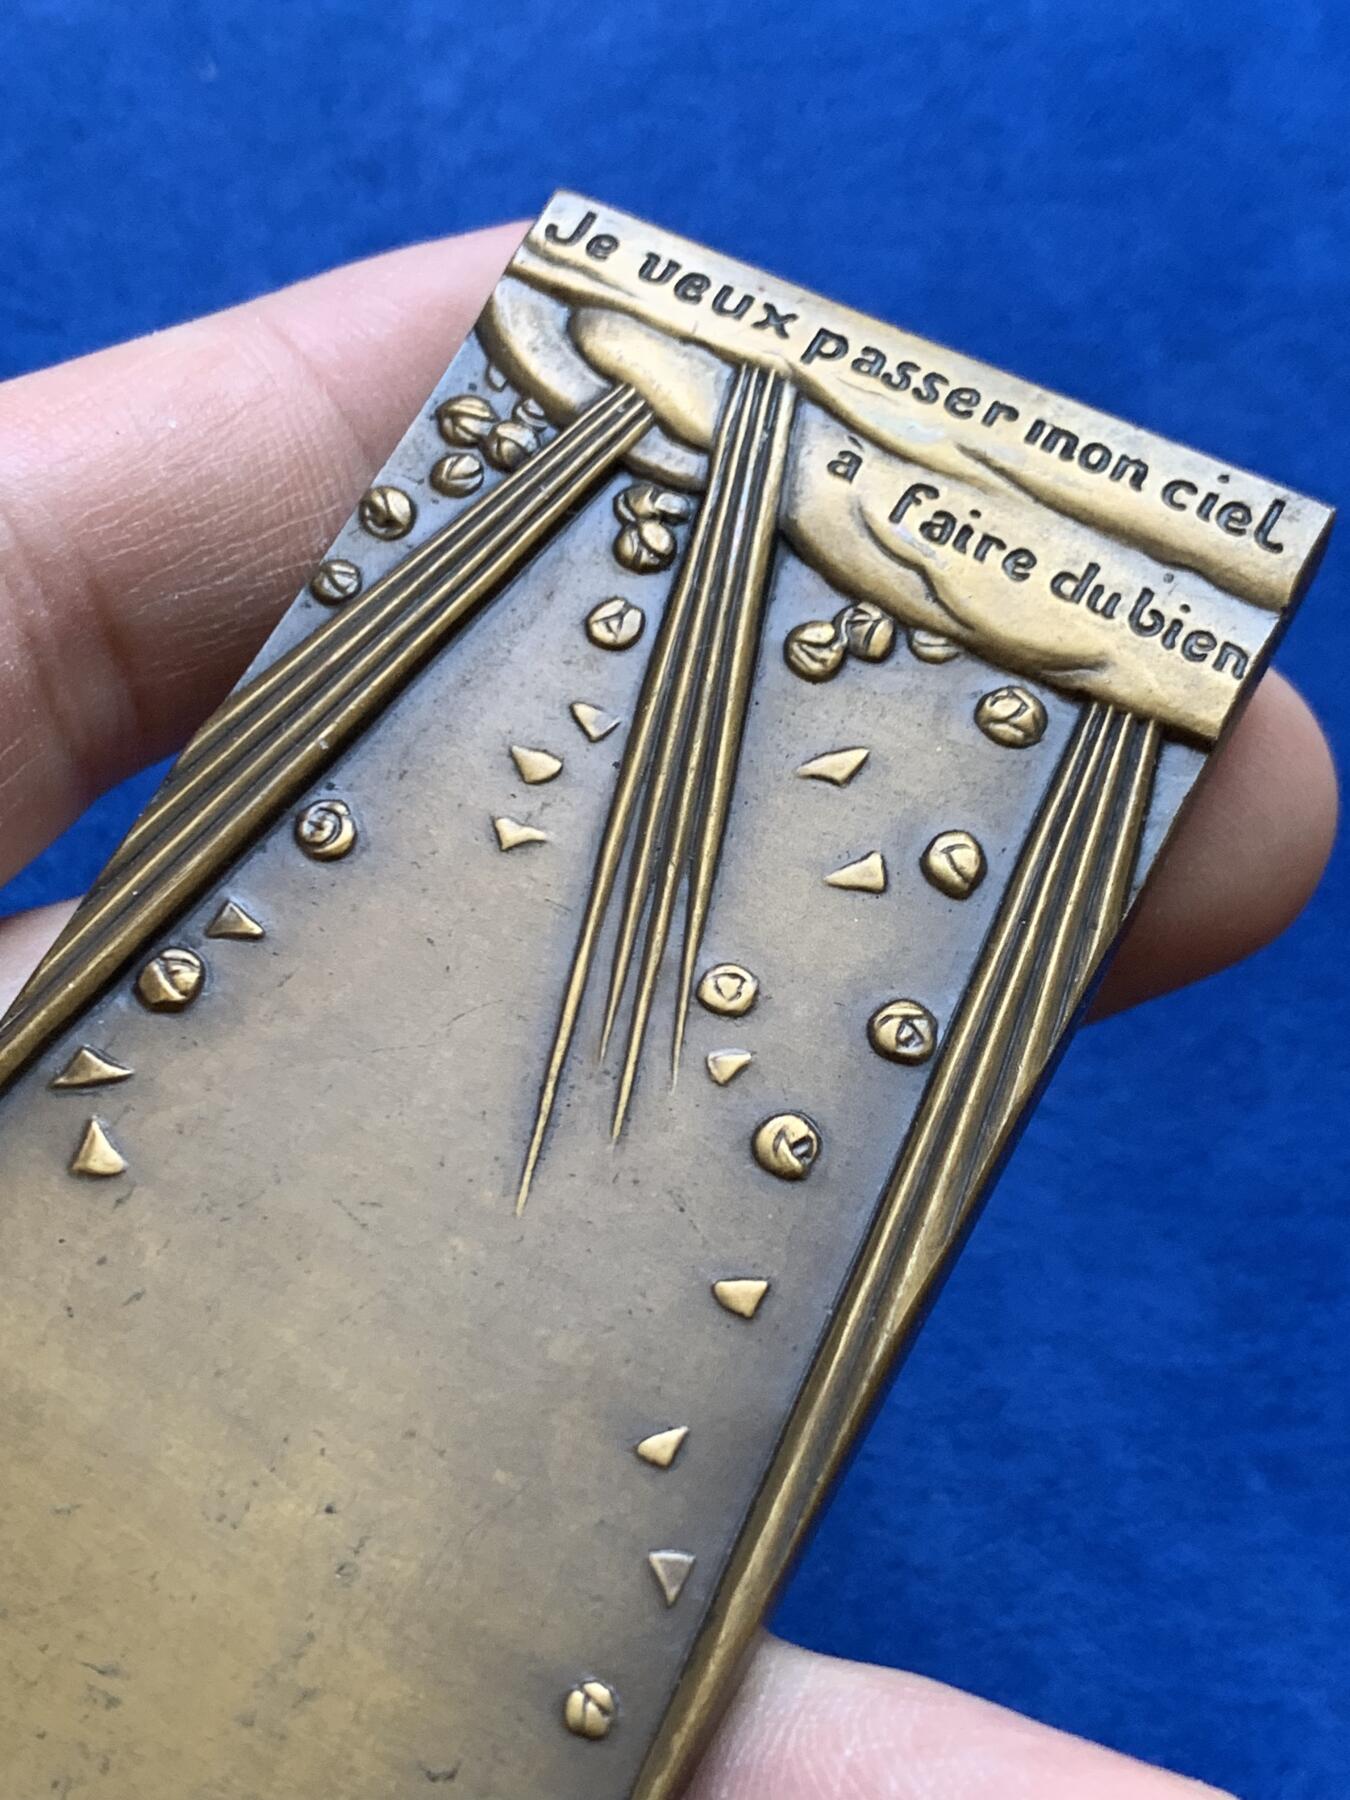 Je veux passer mon ciel
à faire du bien